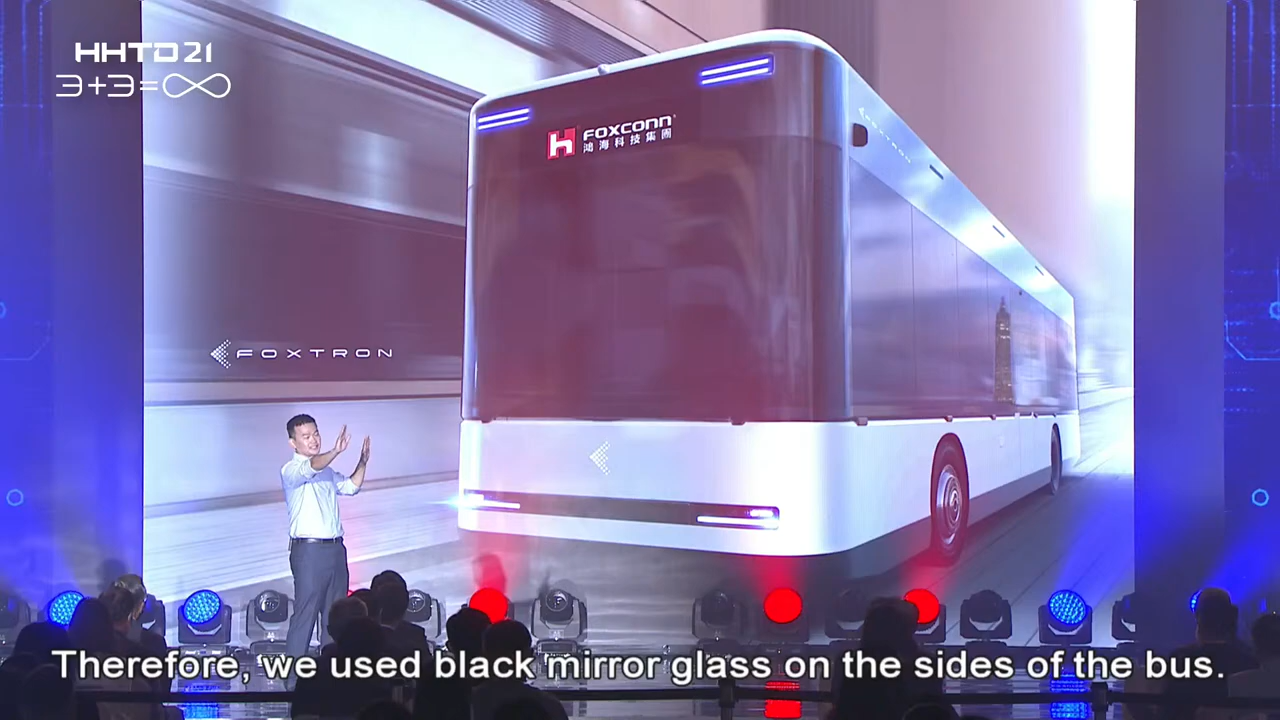 HHTD21
3+3=∞
FOXCONN
鴻海科技集團
FOXTRON
FOXTRON
Therefore, we used black mirror glass on the sides of the bus.